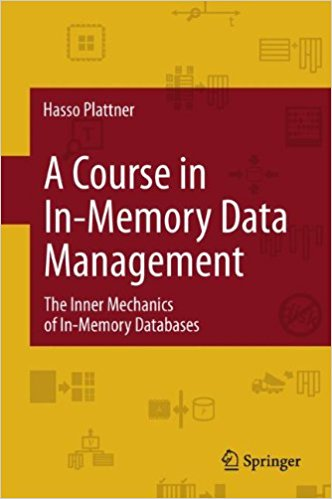 Hasso Plattner
A Course in
In-Memory Data
Management
The Inner Mechanics
of In-Memory Databases
Springer